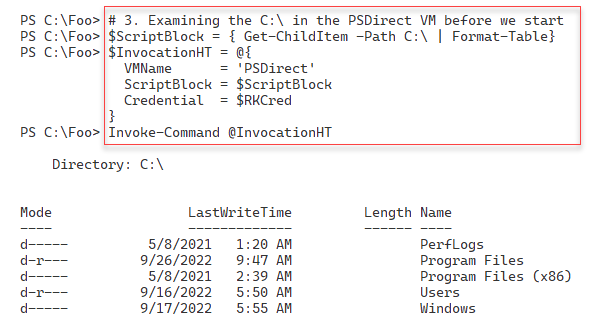 PS C:\Foo> # 3. Examining the C:\ in the PSDirect VM before we start
PS C:\Foo> $ScriptBlock = { Get-ChildItem -Path C:\ | Format-Table}
PS C:\Foo> $InvocationHT = @{
VMName      = 'PSDirect'
ScriptBlock = $ScriptBlock
Credential  = $RKCred
}
PS C:\Foo> Invoke-Command @InvocationHT
Directory: C:\
Mode                 LastWriteTime         Length Name
----                 -------------         ------ ----
d-----          5/8/2021   1:20 AM                PerfLogs
d-r---         9/26/2022   9:47 AM                Program Files
d-----          5/8/2021   2:39 AM                Program Files (x86)
d-r---         9/16/2022   5:50 AM                Users
d-----         9/17/2022   5:55 AM                Windows